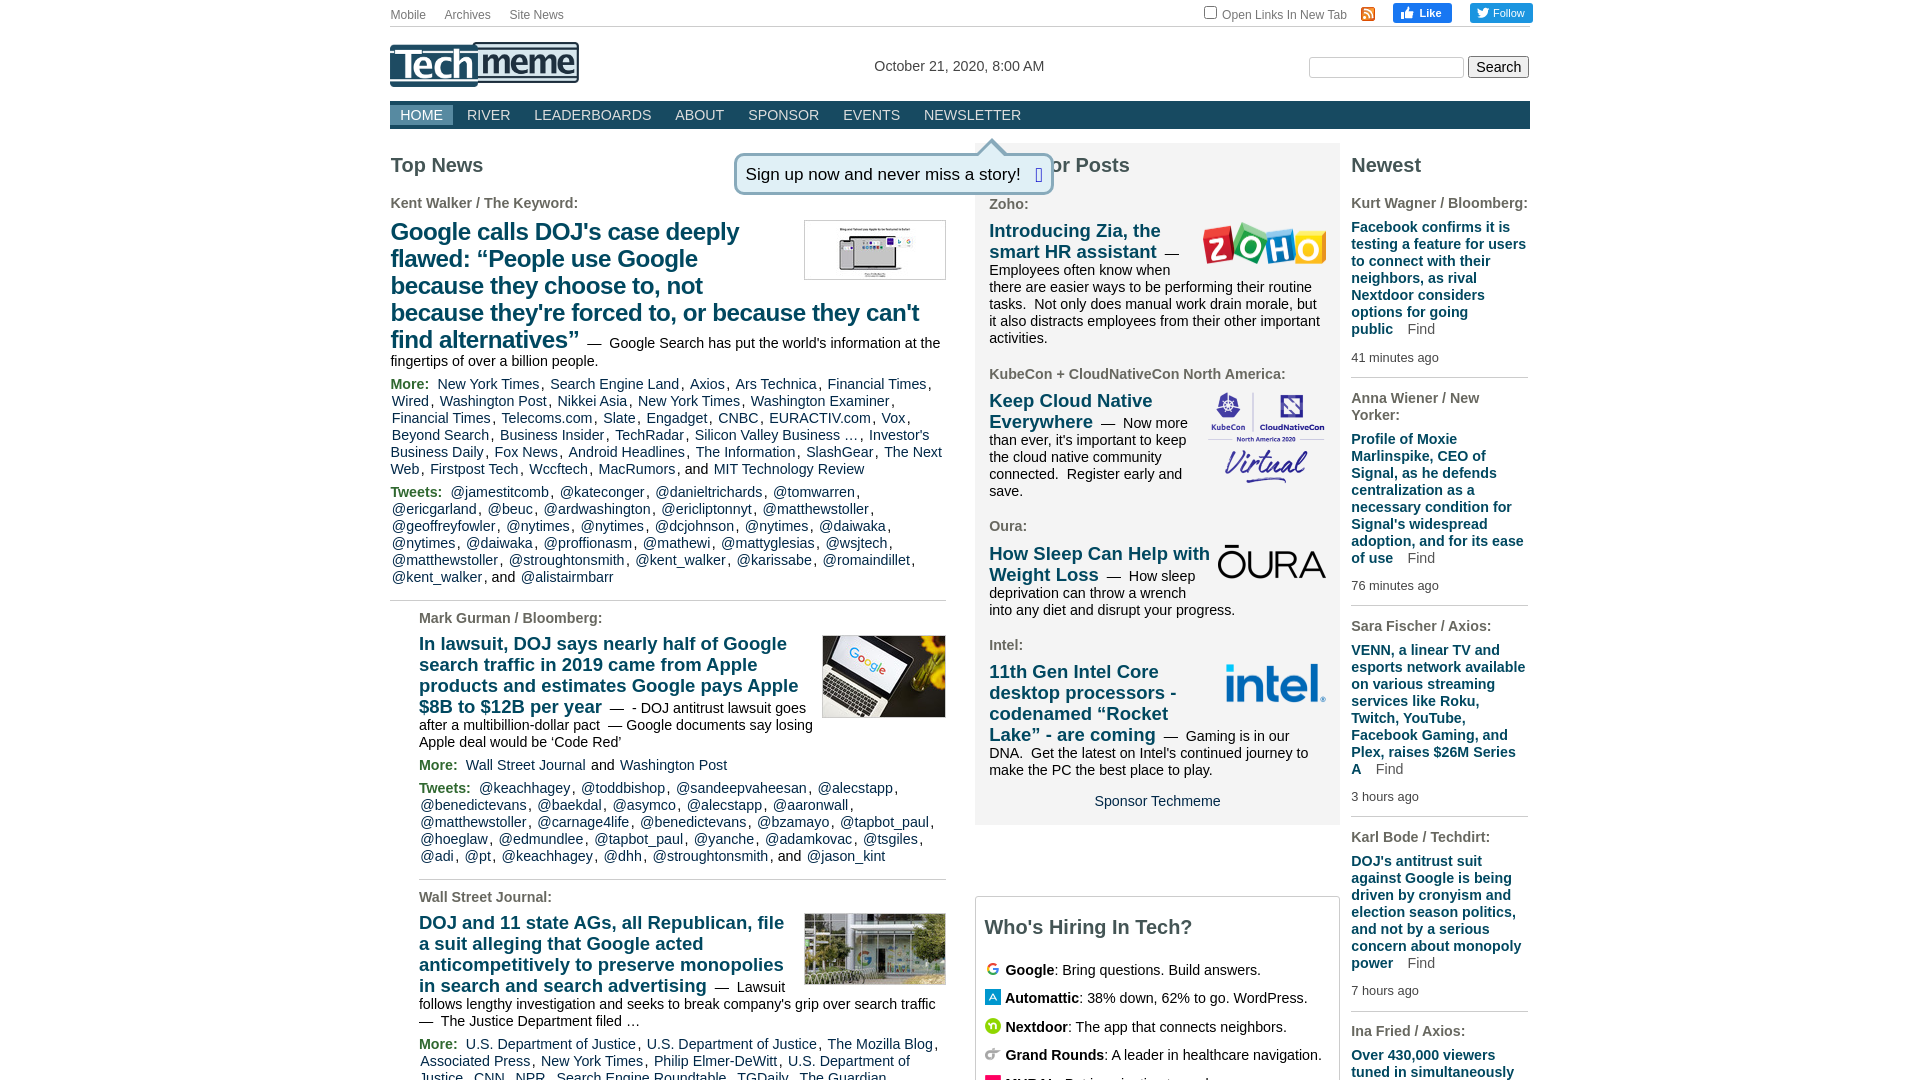 Mobile Archives Site News
Open Links In New Tab
Like
Follow
Techmeme
October 21, 2020, 8:00 AM
Search
HOME RIVER LEADERBOARDS ABOUT SPONSOR EVENTS NEWSLETTER
Sign up now and never miss a story!
Top News
Kent Walker / The Keyword:
Google calls DOJ's case deeply
flawed: “People use Google
because they choose to, not
because they're forced to, or because they can't
find alternatives” — Google Search has put the world's information at the
fingertips of over a billion people.
More: New York Times, Search Engine Land, Axios, Ars Technica, Financial Times,
Wired, Washington Post, Nikkei Asia, New York Times, Washington Examiner,
Financial Times, Telecoms.com, Slate, Engadget, CNBC, EURACTIV.com, Vox,
Beyond Search, Business Insider, TechRadar, Silicon Valley Business …, Investor's
Business Daily, Fox News, Android Headlines, The Information, SlashGear, The Next
Web, Firstpost Tech, Wccftech, MacRumors, and MIT Technology Review
Tweets: @jamestitcomb, @kateconger, @danieltrichards, @tomwarren,
@ericgarland, @beuc, @ardwashington, @ericliptonnyt, @matthewstoller,
@geoffreyfowler, @nytimes, @nytimes, @dcjohnson, @nytimes, @daiwaka,
@nytimes, @daiwaka, @proffionasm, @mathewi, @mattyglesias, @wsjtech,
@matthewstoller, @stroughtonsmith, @kent_walker, @karissabe, @romaindillet,
@kent_walker, and @alistairmbarr
Mark Gurman / Bloomberg:
In lawsuit, DOJ says nearly half of Google
search traffic in 2019 came from Apple
products and estimates Google pays Apple
$8B to $12B per year — - DOJ antitrust lawsuit goes
after a multibillion-dollar pact — Google documents say losing
Apple deal would be ‘Code Red’
More: Wall Street Journal and Washington Post
Tweets: @keachhagey, @toddbishop, @sandeepvaheesan, @alecstapp,
@benedictevans, @baekdal, @asymco, @alecstapp, @aaronwall,
@matthewstoller, @carnage4life, @benedictevans, @bzamayo, @tapbot_paul,
@hoeglaw, @edmundlee, @tapbot_paul, @yanche, @adamkovac, @tsgiles,
@adi, @pt, @keachhagey, @dhh, @stroughtonsmith, and @jason_kint
Google
Wall Street Journal:
DOJ and 11 state AGs, all Republican, file
a suit alleging that Google acted
anticompetitively to preserve monopolies
in search and search advertising — Lawsuit
follows lengthy investigation and seeks to break company's grip over search traffic
— The Justice Department filed …
More: U.S. Department of Justice, U.S. Department of Justice, The Mozilla Blog,
Associated Press, New York Times, Philip Elmer-DeWitt, U.S. Department of
Justice, CNN, NPR, Search Engine Roundtable, TGDaily, The Guardian,
or Posts
Zoho:
ZOHO
Introducing Zia, the
smart HR assistant —
Employees often know when
there are easier ways to be performing their routine
tasks. Not only does manual work drain morale, but
it also distracts employees from their other important
activities.
KubeCon + CloudNativeCon North America:
Keep Cloud Native
Everywhere — Now more
than ever, it's important to keep
the cloud native community
connected. Register early and
save.
KubeCon CloudNativeCon
North America 2020
Virtual
Oura:
How Sleep Can Help with
Weight Loss — How sleep
deprivation can throw a wrench
into any diet and disrupt your progress.
ŌURA
Intel:
11th Gen Intel Core
desktop processors -
codenamed “Rocket
Lake” - are coming — Gaming is in our
DNA. Get the latest on Intel's continued journey to
make the PC the best place to play.
intel
Sponsor Techmeme
Who's Hiring In Tech?
Google: Bring questions. Build answers.
Automattic: 38% down, 62% to go. WordPress.
Nextdoor: The app that connects neighbors.
Grand Rounds: A leader in healthcare navigation.
Newest
Kurt Wagner / Bloomberg:
Facebook confirms it is
testing a feature for users
to connect with their
neighbors, as rival
Nextdoor considers
options for going
public Find
41 minutes ago
Anna Wiener / New
Yorker:
Profile of Moxie
Marlinspike, CEO of
Signal, as he defends
centralization as a
necessary condition for
Signal's widespread
adoption, and for its ease
of use Find
76 minutes ago
Sara Fischer / Axios:
VENN, a linear TV and
esports network available
on various streaming
services like Roku,
Twitch, YouTube,
Facebook Gaming, and
Plex, raises $26M Series
A Find
3 hours ago
Karl Bode / Techdirt:
DOJ's antitrust suit
against Google is being
driven by cronyism and
election season politics,
and not by a serious
concern about monopoly
power Find
7 hours ago
Ina Fried / Axios:
Over 430,000 viewers
tuned in simultaneously